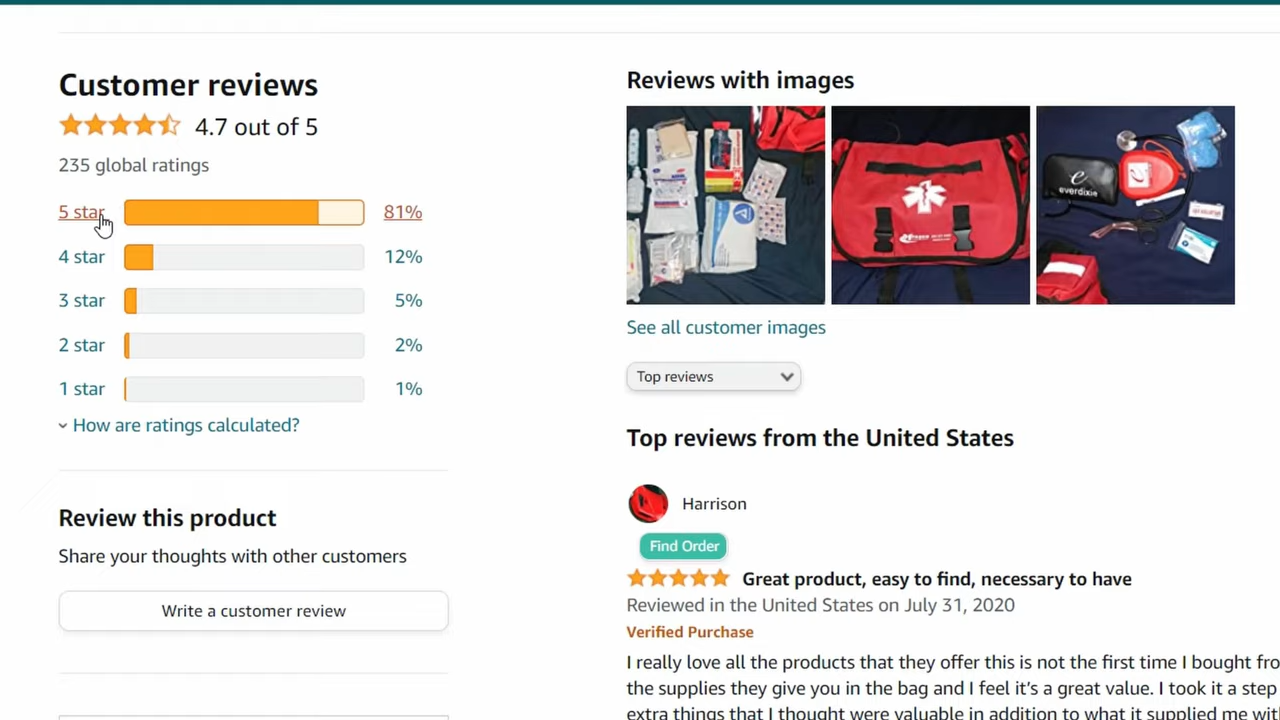 Customer reviews
4.7 out of 5
235 global ratings
5 star 81%
4 star 12%
3 star 5%
2 star 2%
1 star 1%
How are ratings calculated?
Review this product
Share your thoughts with other customers
Write a customer review
Reviews with images
everdixie
See all customer images
Top reviews
Top reviews from the United States
Harrison
Find Order
Great product, easy to find, necessary to have
Reviewed in the United States on July 31, 2020
Verified Purchase
I really love all the products that they offer this is not the first time I bought fro
the supplies they give you in the bag and I feel it's a great value. I took it a step
extra things that I thought were valuable in addition to what it supplied me wit